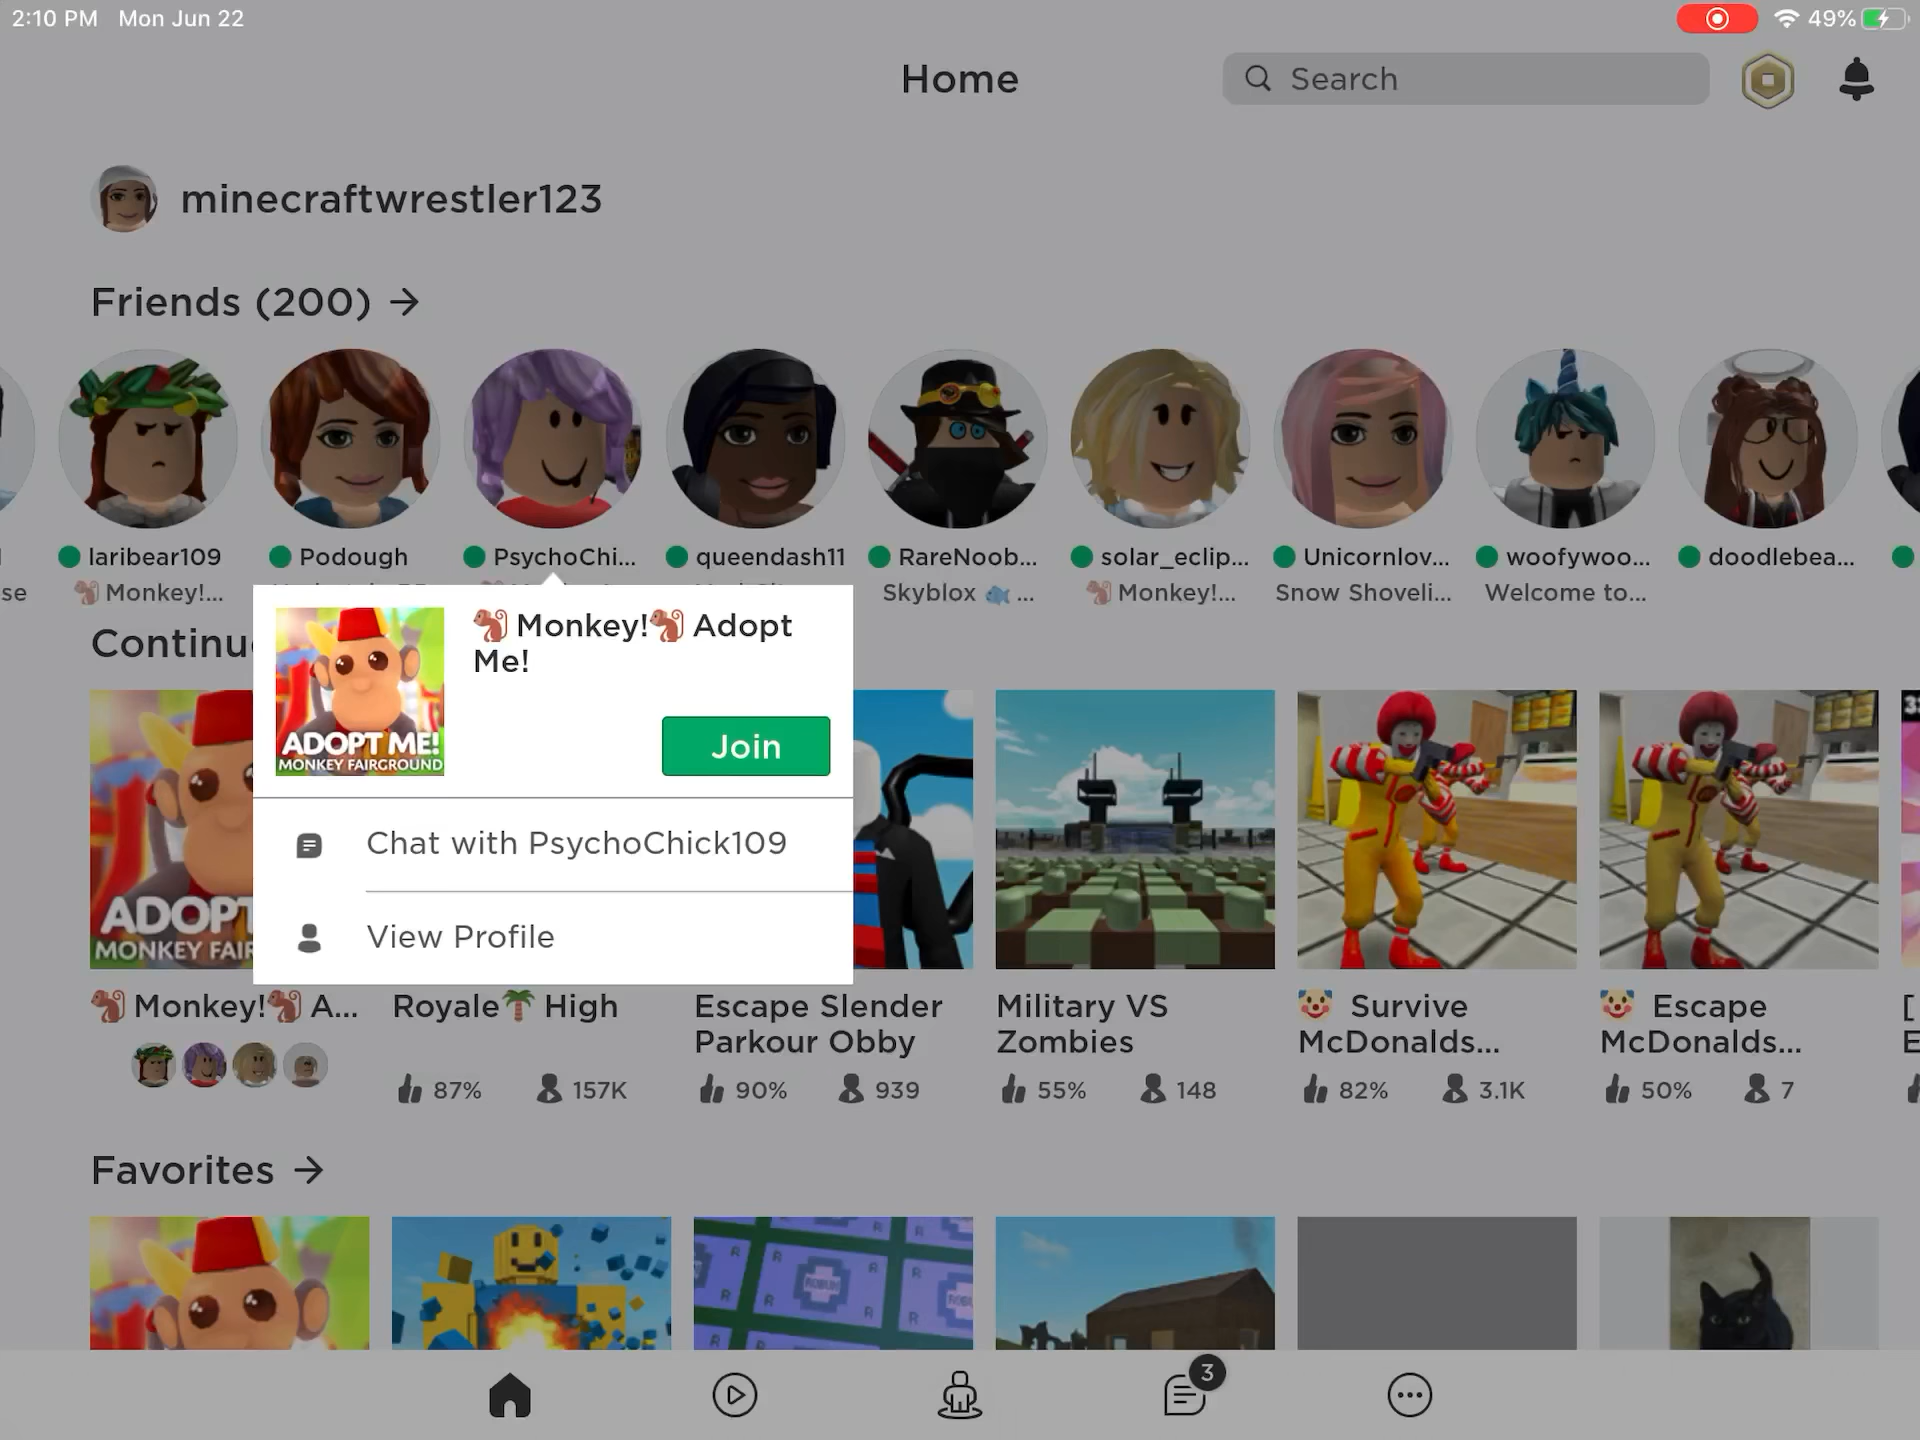 2:10 PM Mon Jun 22
49%
Home
Search
minecraftwrestler123
Friends (200) →
laribear109 Podough PsychoChi... queendash11 RareNoob... solar_eclip... Unicornlov... woofywoo... doodlebea...
se 🐒 Monkey!... Skyblox 🐟 ... 🐒 Monkey!... Snow Shoveli... Welcome to...
🐒 Monkey!🐒 Adopt
Me!
ADOPT ME!
MONKEY FAIRGROUND
Join
Chat with PsychoChick109
View Profile
Continu
ADOPT
MONKEY FAIR
🐒 Monkey!🐒 A...
Royale🌴 High
87% 157K
Escape Slender
Parkour Obby
90% 939
Military VS
Zombies
55% 148
🤡 Survive
McDonalds...
82% 3.1K
🤡 Escape
McDonalds...
50% 7
[
E
Favorites →
R R R R R R
ROBUX
3